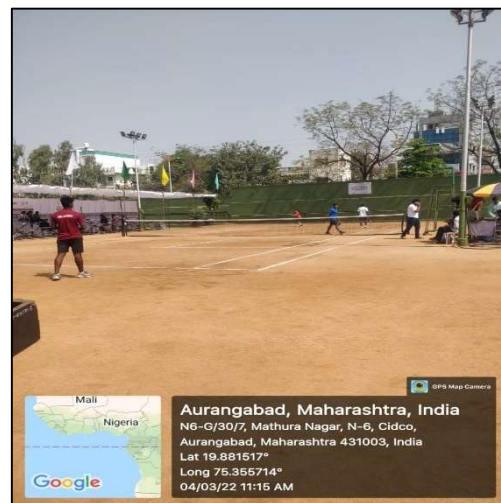 GPS Map Camera
Mali
Nigeria
Google
Aurangabad, Maharashtra, India
N6-G/30/7, Mathura Nagar, N-6, Cidco,
Aurangabad, Maharashtra 431003, India
Lat 19.881517°
Long 75.355714°
04/03/22 11:15 AM